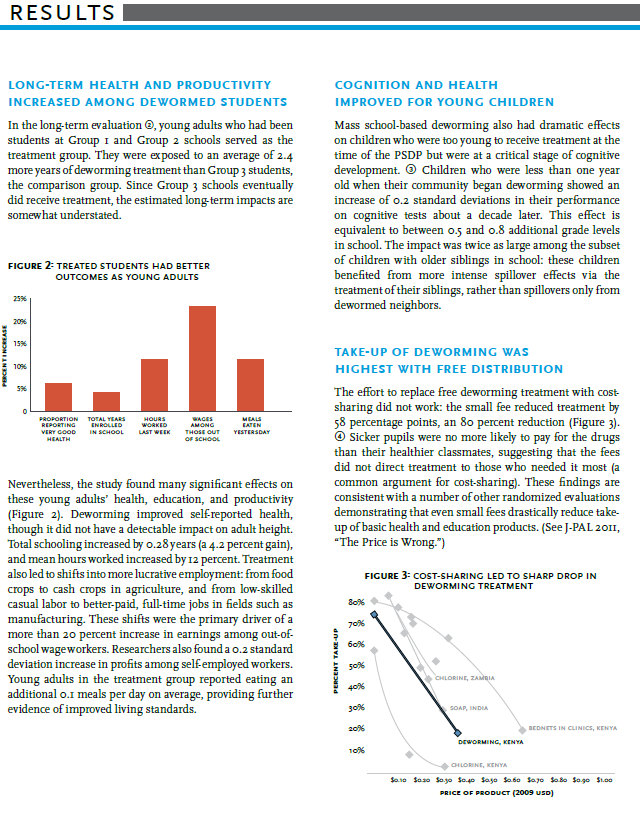 RESULTS
LONG-TERM HEALTH AND PRODUCTIVITY
INCREASED AMONG DEWORMED STUDENTS
In the long-term evaluation ②, young adults who had been
students at Group 1 and Group 2 schools served as the
treatment group. They were exposed to an average of 2.4
more years of deworming treatment than Group 3 students,
the comparison group. Since Group 3 schools eventually
did receive treatment, the estimated long-term impacts are
somewhat understated.
FIGURE 2: TREATED STUDENTS HAD BETTER
OUTCOMES AS YOUNG ADULTS
PERCENT INCREASE
25%
20%
15%
10%
5%
0
PROPORTION
REPORTING
VERY GOOD
HEALTH
TOTAL YEARS
ENROLLED
IN SCHOOL
HOURS
WORKED
LAST WEEK
WAGES
AMONG
THOSE OUT
OF SCHOOL
MEALS
EATEN
YESTERDAY
Nevertheless, the study found many significant effects on
these young adults' health, education, and productivity
(Figure 2). Deworming improved self-reported health,
though it did not have a detectable impact on adult height.
Total schooling increased by 0.28 years (a 4.2 percent gain),
and mean hours worked increased by 12 percent. Treatment
also led to shifts into more lucrative employment: from food
crops to cash crops in agriculture, and from low-skilled
casual labor to better-paid, full-time jobs in fields such as
manufacturing. These shifts were the primary driver of a
more than 20 percent increase in earnings among out-of-
school wage workers. Researchers also found a 0.2 standard
deviation increase in profits among self-employed workers.
Young adults in the treatment group reported eating an
additional 0.1 meals per day on average, providing further
evidence of improved living standards.
COGNITION AND HEALTH
IMPROVED FOR YOUNG CHILDREN
Mass school-based deworming also had dramatic effects
on children who were too young to receive treatment at the
time of the PSDP but were at a critical stage of cognitive
development. ③ Children who were less than one year
old when their community began deworming showed an
increase of 0.2 standard deviations in their performance
on cognitive tests about a decade later. This effect is
equivalent to between 0.5 and 0.8 additional grade levels
in school. The impact was twice as large among the subset
of children with older siblings in school: these children
benefited from more intense spillover effects via the
treatment of their siblings, rather than spillovers only from
dewormed neighbors.
TAKE-UP OF DEWORMING WAS
HIGHEST WITH FREE DISTRIBUTION
The effort to replace free deworming treatment with cost-
sharing did not work: the small fee reduced treatment by
58 percentage points, an 80 percent reduction (Figure 3).
④ Sicker pupils were no more likely to pay for the drugs
than their healthier classmates, suggesting that the fees
did not direct treatment to those who needed it most (a
common argument for cost-sharing). These findings are
consistent with a number of other randomized evaluations
demonstrating that even small fees drastically reduce take-
up of basic health and education products. (See J-PAL 2011,
"The Price is Wrong.")
FIGURE 3: COST-SHARING LED TO SHARP DROP IN
DEWORMING TREATMENT
PERCENT TAKE-UP
80%
70%
60%
50%
40%
30%
20%
10%
CHLORINE, ZAMBIA
SOAP, INDIA
BEDNETS IN CLINICS, KENYA
DEWORMING, KENYA
CHLORINE, KENYA
$0.10 $0.20 $0.30 $0.40 $0.50 $0.60 $0.70 $0.80 $0.90 $1.00
PRICE OF PRODUCT (2009 USD)